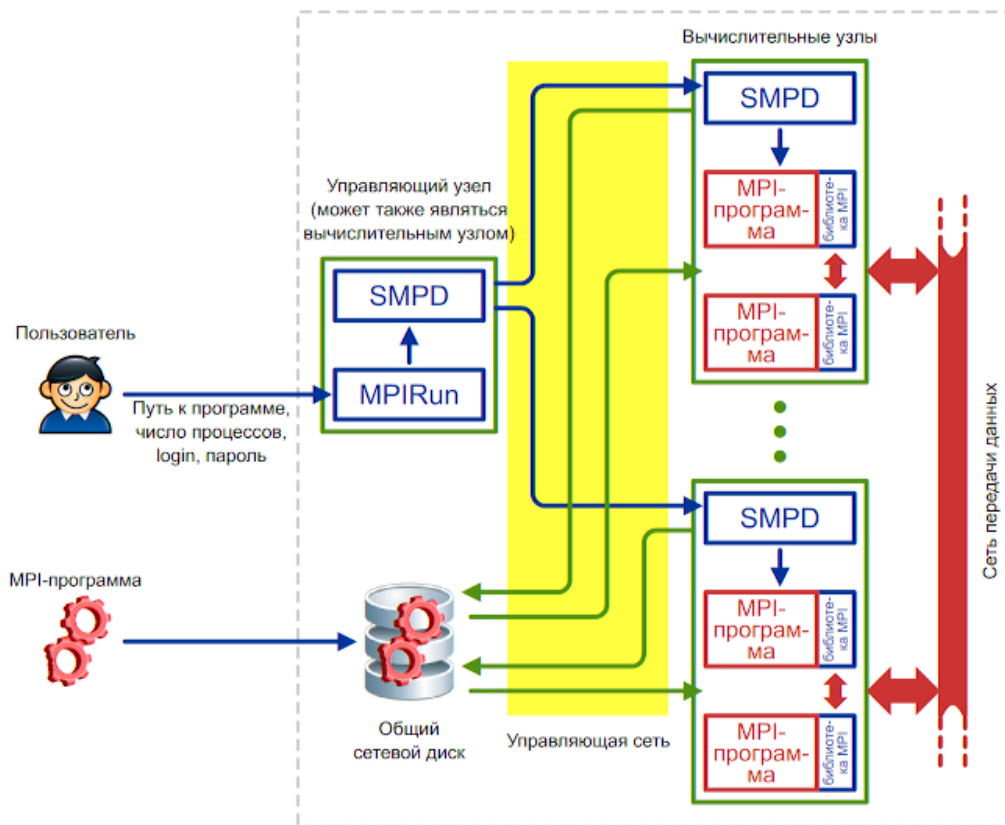 Вычислительные узлы
SMPD
MPI-
програм-
ма
библиоте-
ка MPI
MPI-
програм-
ма
библиоте-
ка MPI
Управляющий узел
(может также являться
вычислительным узлом)
SMPD
MPIRun
Пользователь
Путь к программе,
число процессов,
login, пароль
SMPD
MPI-
програм-
ма
библиоте-
ка MPI
MPI-
програм-
ма
библиоте-
ка MPI
MPI-программа
Общий
сетевой диск
Управляющая сеть
Сеть передачи данных